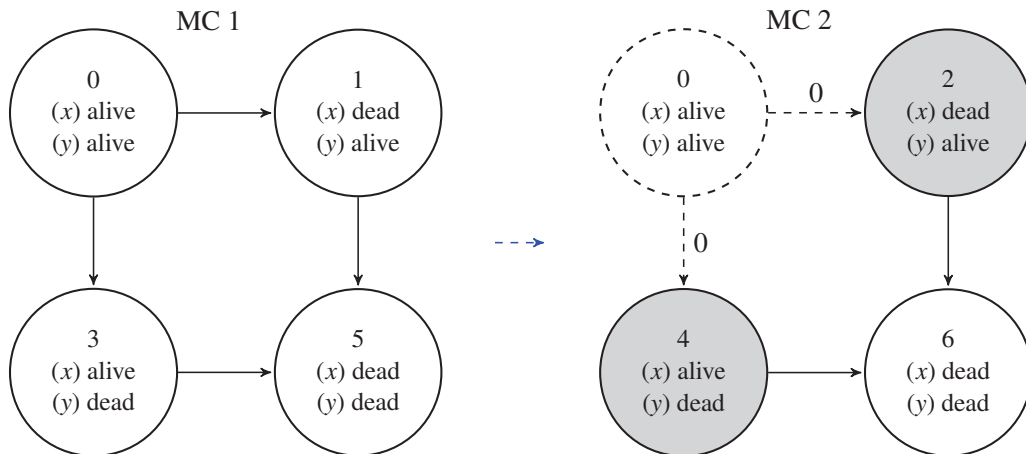 MC 1
0
(x) alive
(y) alive
1
(x) dead
(y) alive
3
(x) alive
(y) dead
5
(x) dead
(y) dead
MC 2
0
(x) alive
(y) alive
0
2
(x) dead
(y) alive
0
4
(x) alive
(y) dead
6
(x) dead
(y) dead